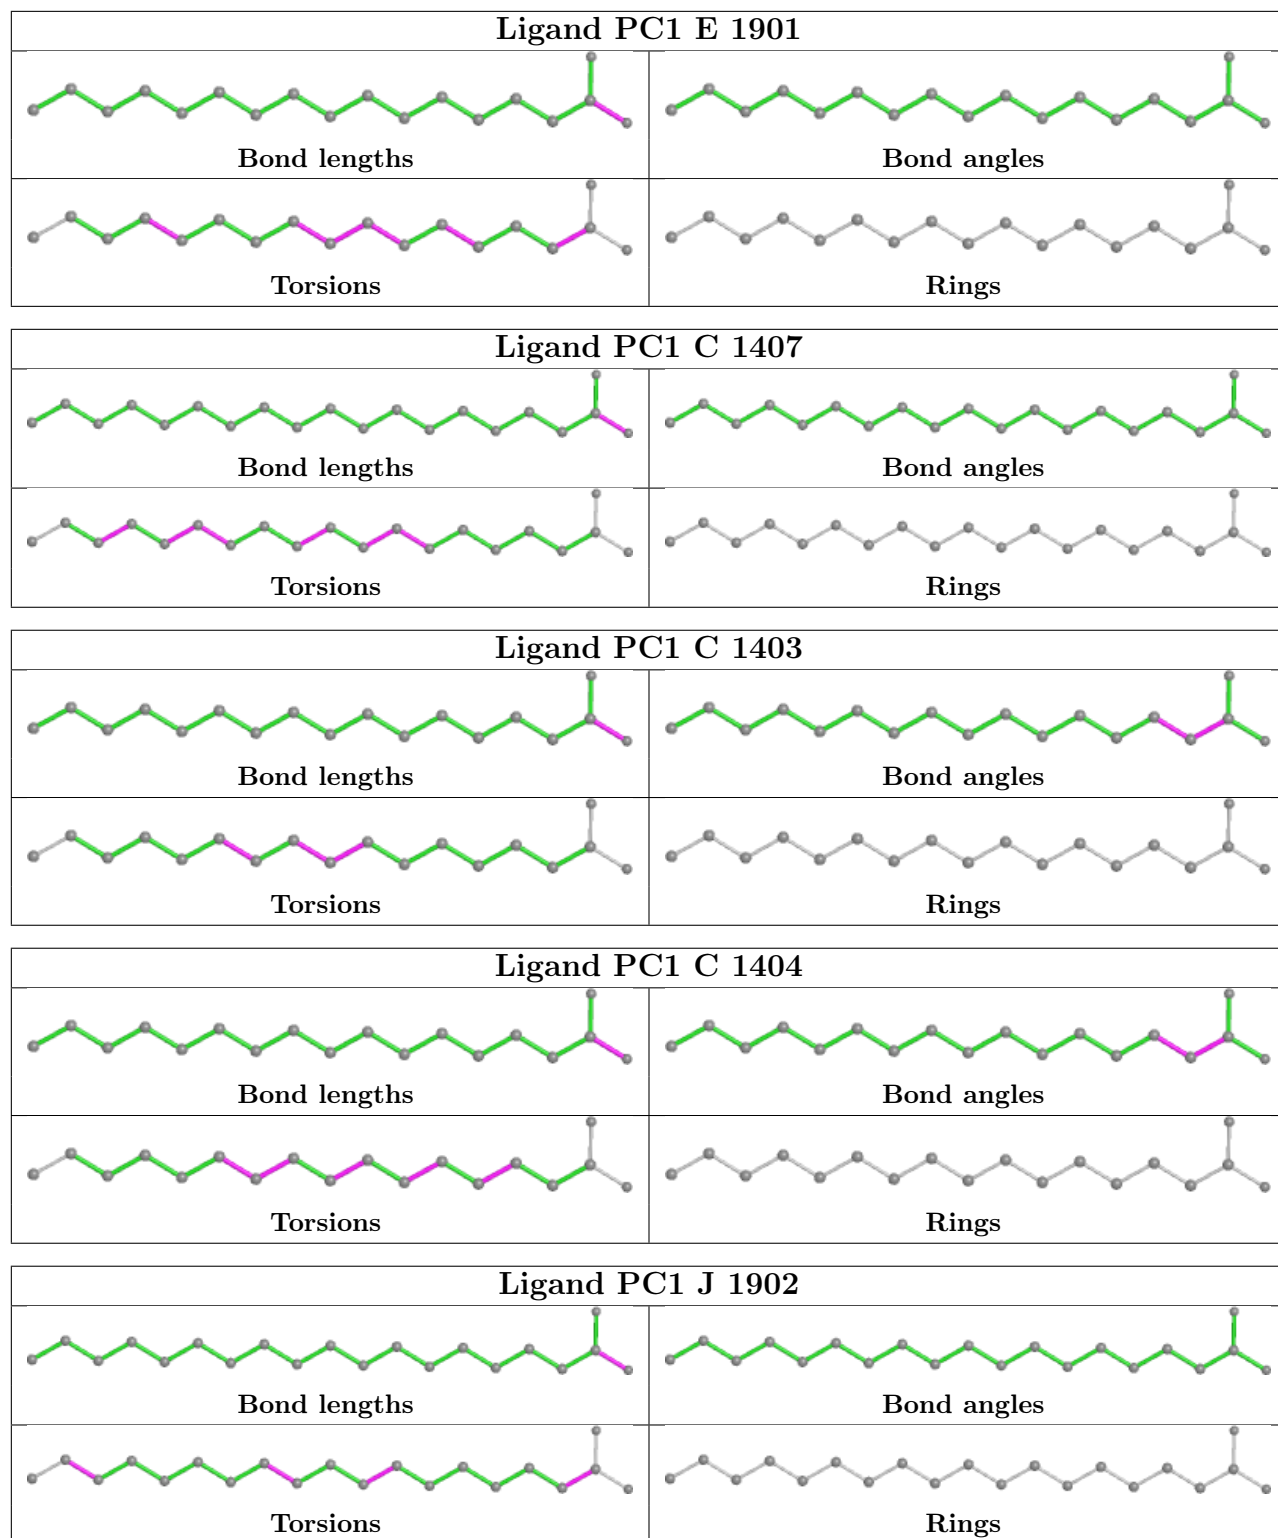 Ligand PC1 E 1901
Bond lengths
Bond angles
Torsions
Rings
Ligand PC1 C 1407
Bond lengths
Bond angles
Torsions
Rings
Ligand PC1 C 1403
Bond lengths
Bond angles
Torsions
Rings
Ligand PC1 C 1404
Bond lengths
Bond angles
Torsions
Rings
Ligand PC1 J 1902
Bond lengths
Bond angles
Torsions
Rings